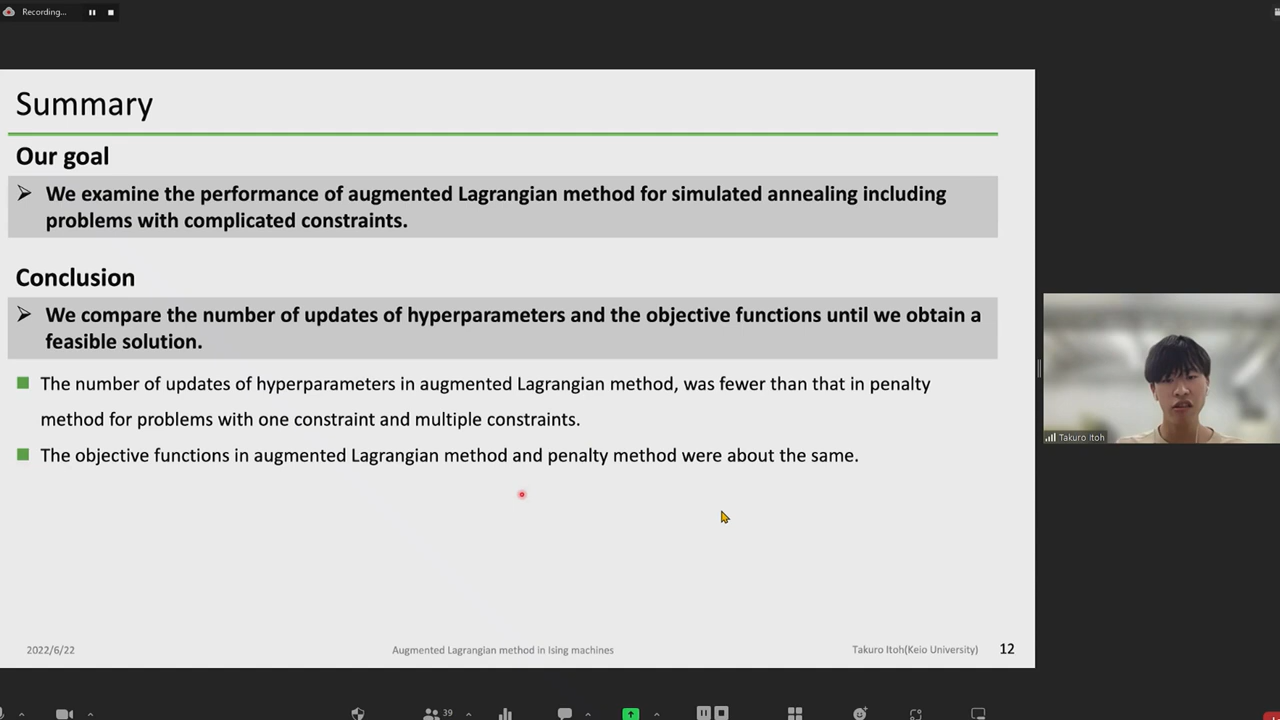 Recording...
Summary
Our goal
We examine the performance of augmented Lagrangian method for simulated annealing including
problems with complicated constraints.
Conclusion
We compare the number of updates of hyperparameters and the objective functions until we obtain a
feasible solution.
The number of updates of hyperparameters in augmented Lagrangian method, was fewer than that in penalty
method for problems with one constraint and multiple constraints.
The objective functions in augmented Lagrangian method and penalty method were about the same.
Takuro Itoh
2022/6/22
Augmented Lagrangian method in Ising machines
Takuro Itoh(Keio University)
12
39